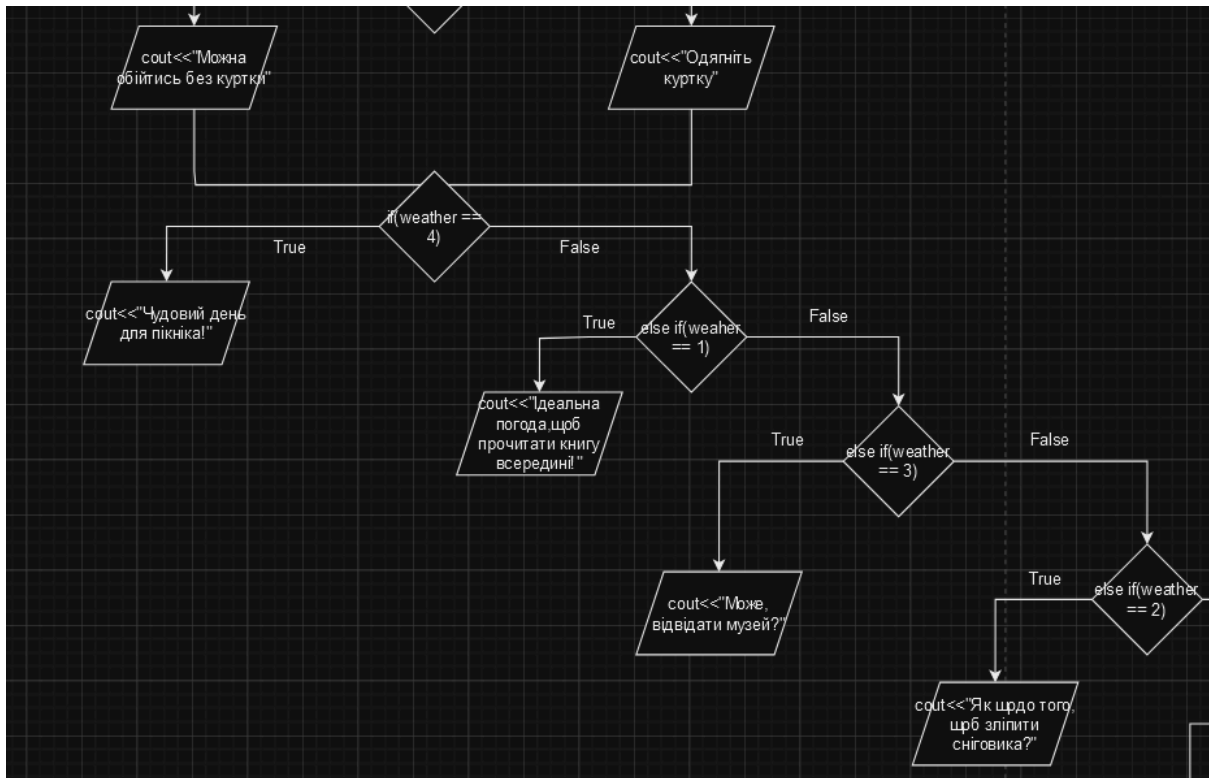 cout<<"Можна
обійтись без куртки"
cout<<"Одягніть
куртку"
if(weather ==
4)
True
False
cout<<"Чудовий день
для пікніка!"
else if(weaher
== 1)
True
False
cout<<"Ідеальна
погода,щоб
прочитати книгу
всередині!"
else if(weather
== 3)
True
False
cout<<"Може,
відвідати музей?"
else if(weather
== 2)
True
cout<<"Як щодо того,
щоб зліпити
сніговика?"